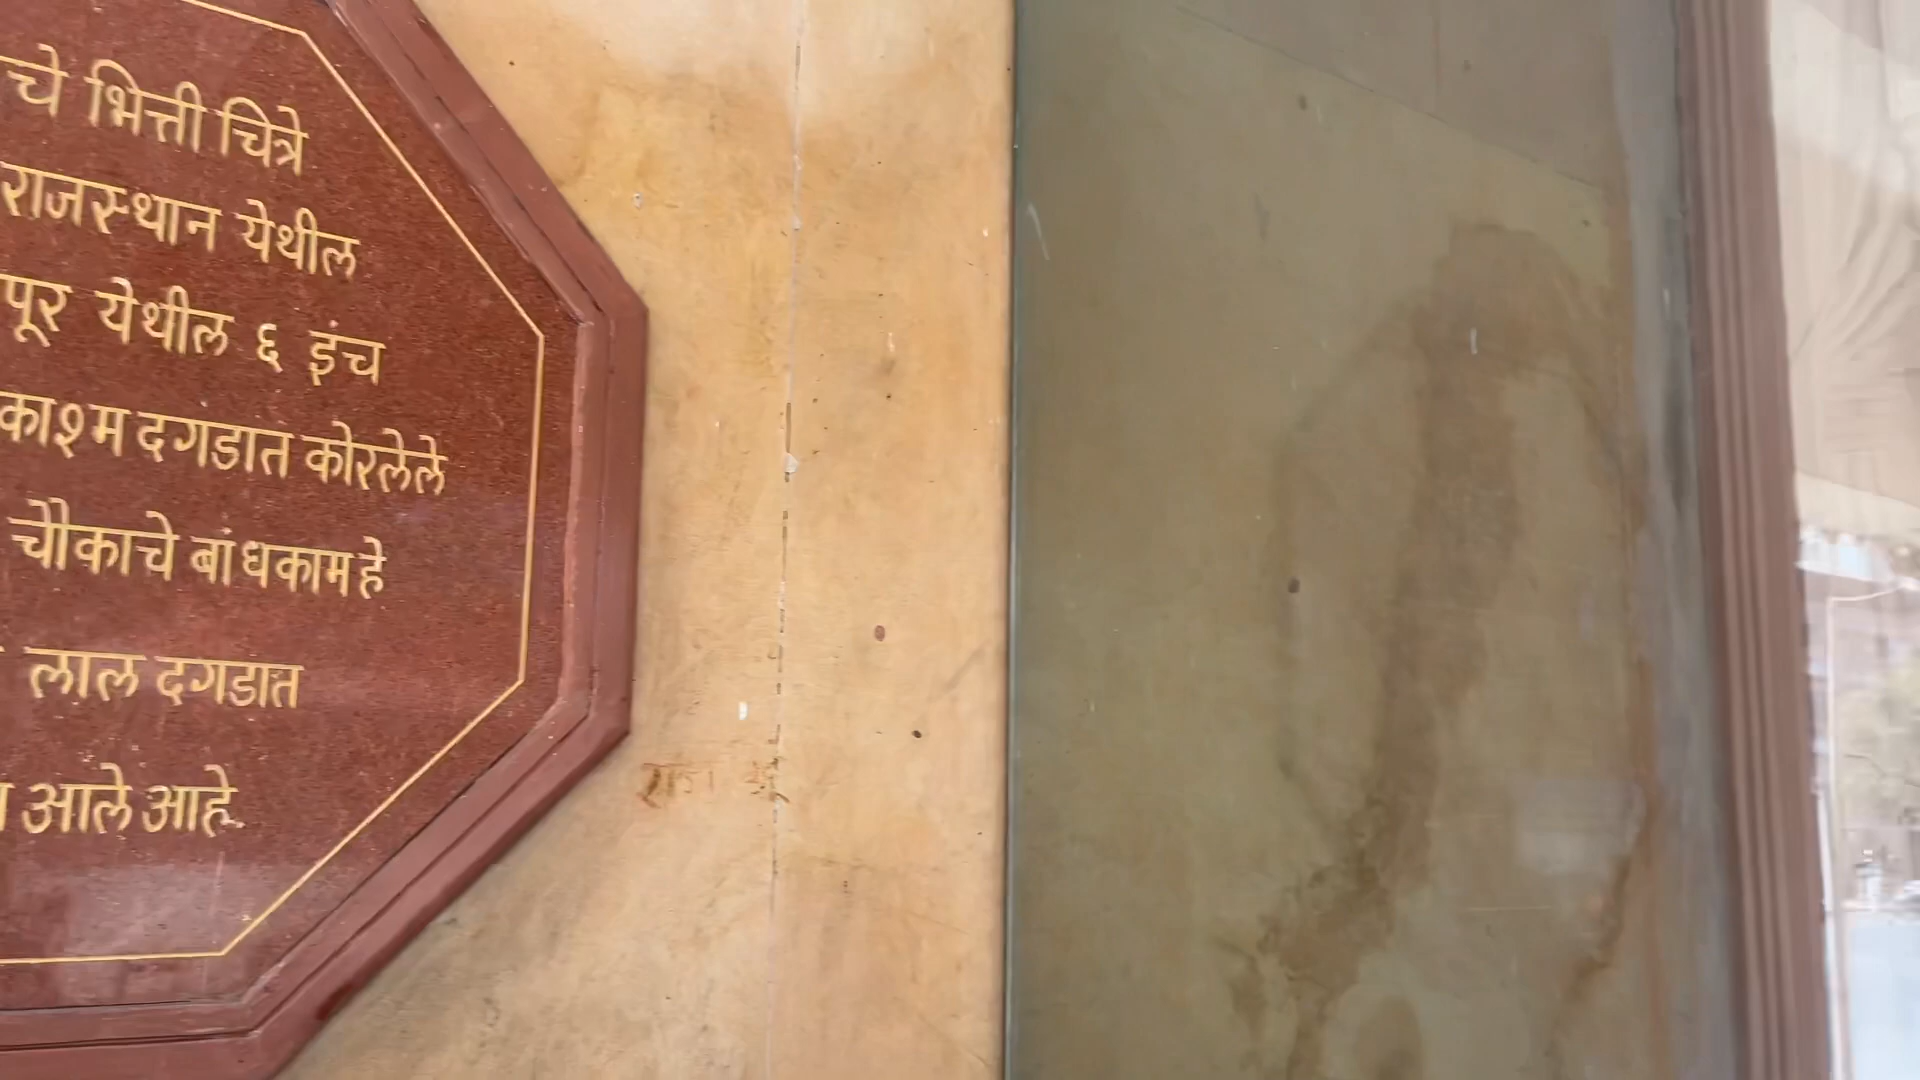 चे भित्ती चित्रे
राजस्थान येथील
पूर येथील ६ इंच
काश्म दगडात कोरलेले
चौकाचे बांधकाम हे
लाल दगडात
आले आहे.